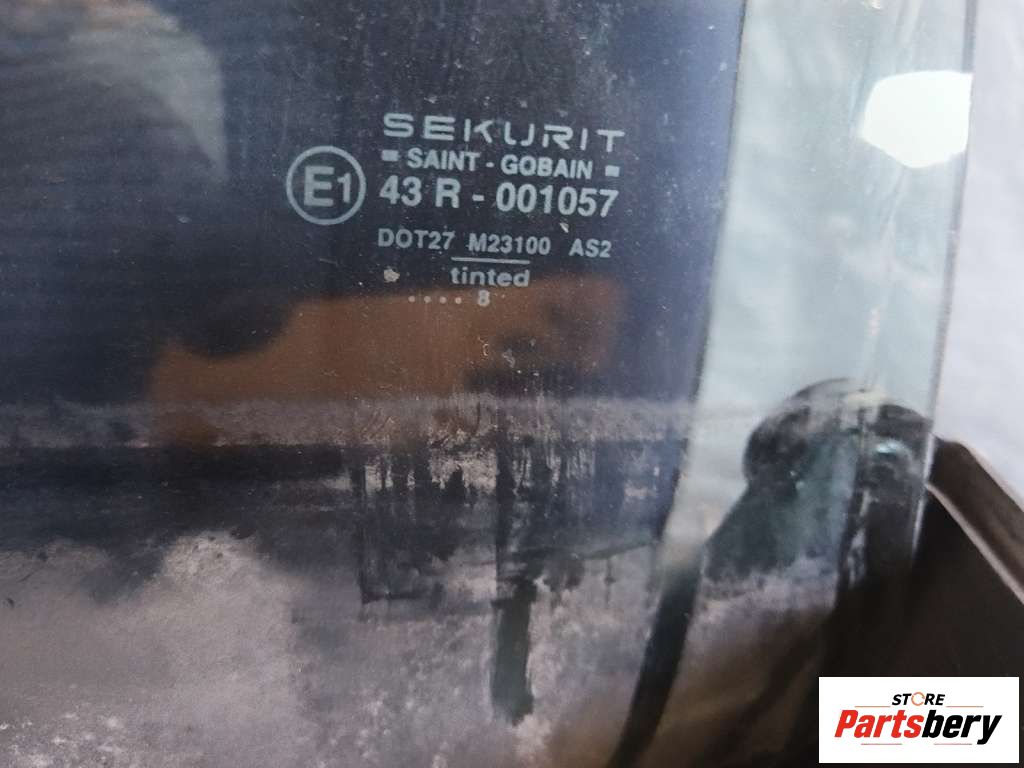 SEKURIT
= SAINT - GOBAIN =
E1
43 R - 001057
DOT27 M23100 AS2
tinted
.... 8
STORE
Partsbery